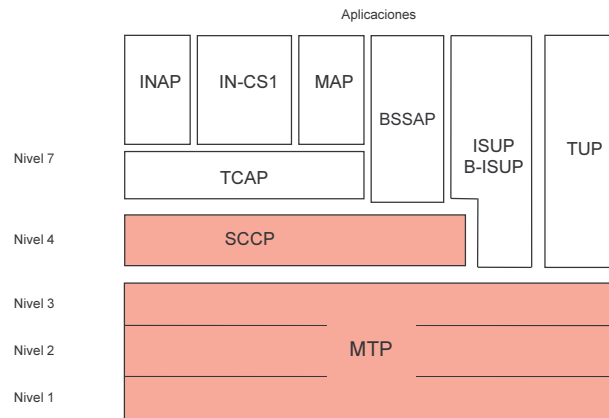 Aplicaciones
INAP
IN-CS1
MAP
BSSAP
ISUP
B-ISUP
TUP
Nivel 7
TCAP
Nivel 4
SCCP
Nivel 3
Nivel 2
MTP
Nivel 1